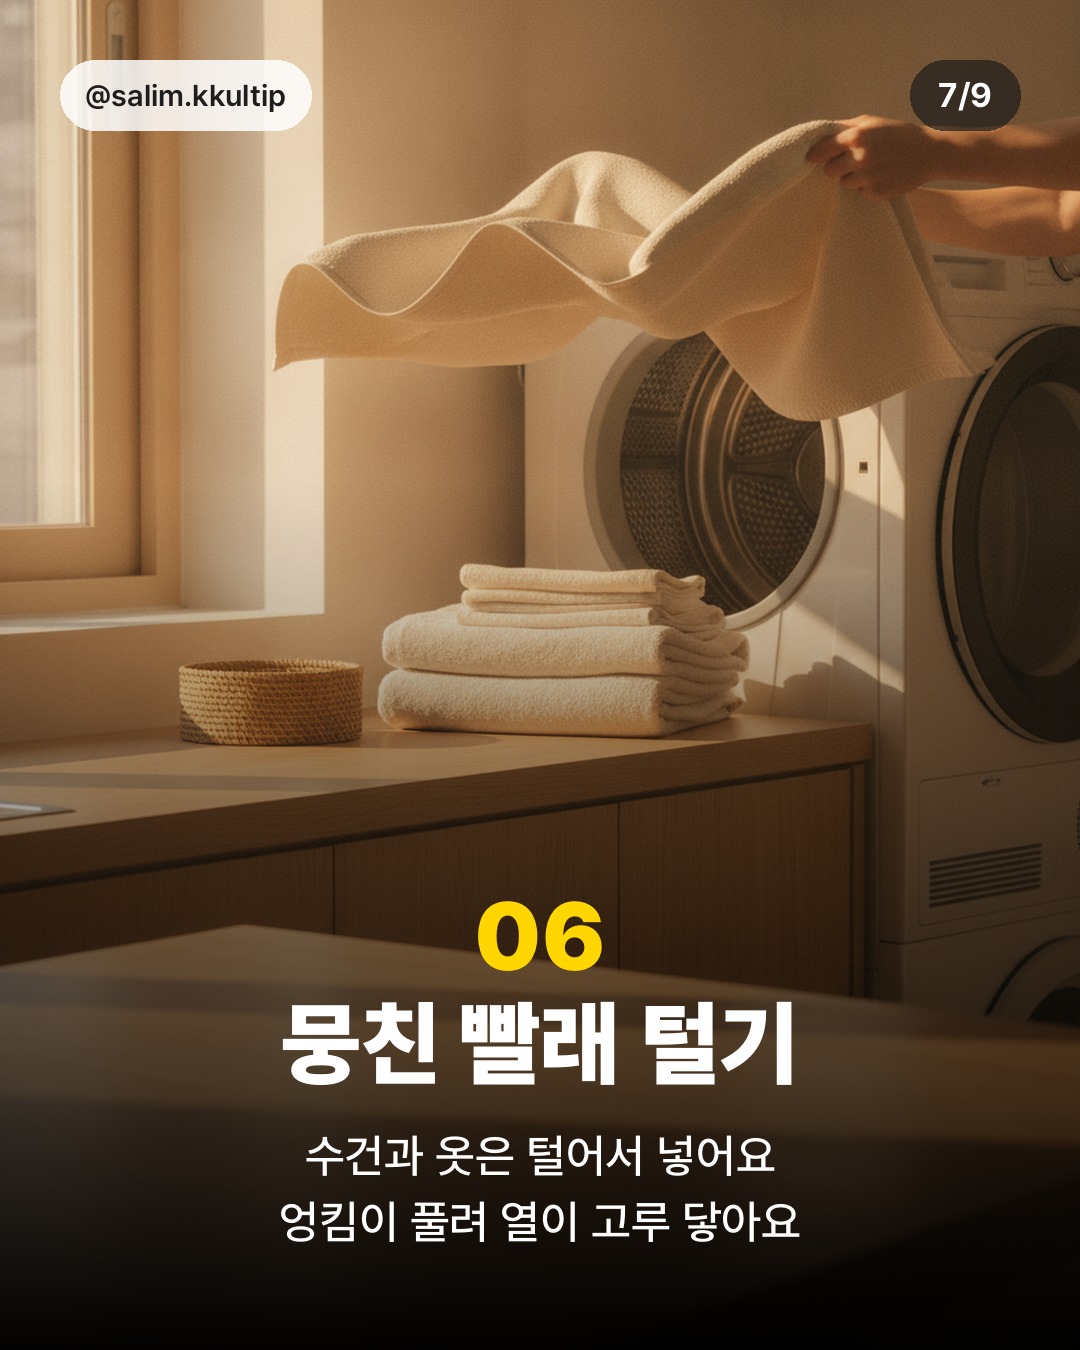 @salim.kkultip
7/9
06
뭉친 빨래 털기
수건과 옷은 털어서 넣어요
엉킴이 풀려 열이 고루 닿아요